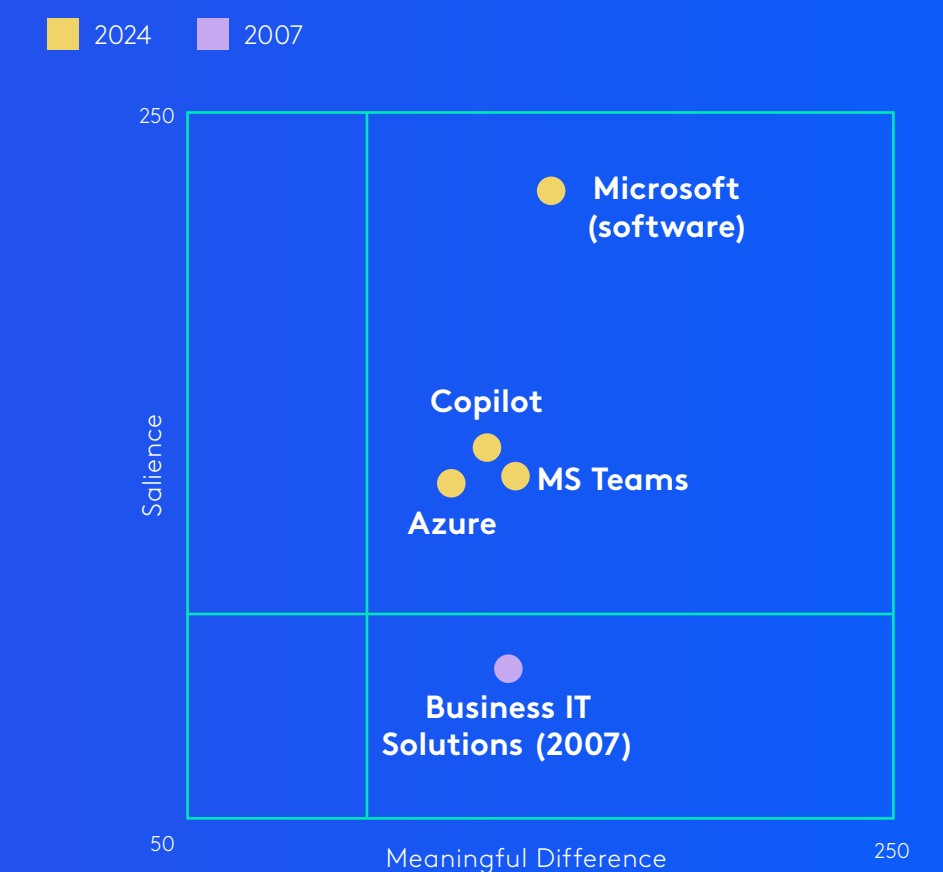 2024 2007
250
Microsoft
(software)
Copilot
MS Teams
Azure
Salience
Business IT
Solutions (2007)
50
Meaningful Difference
250